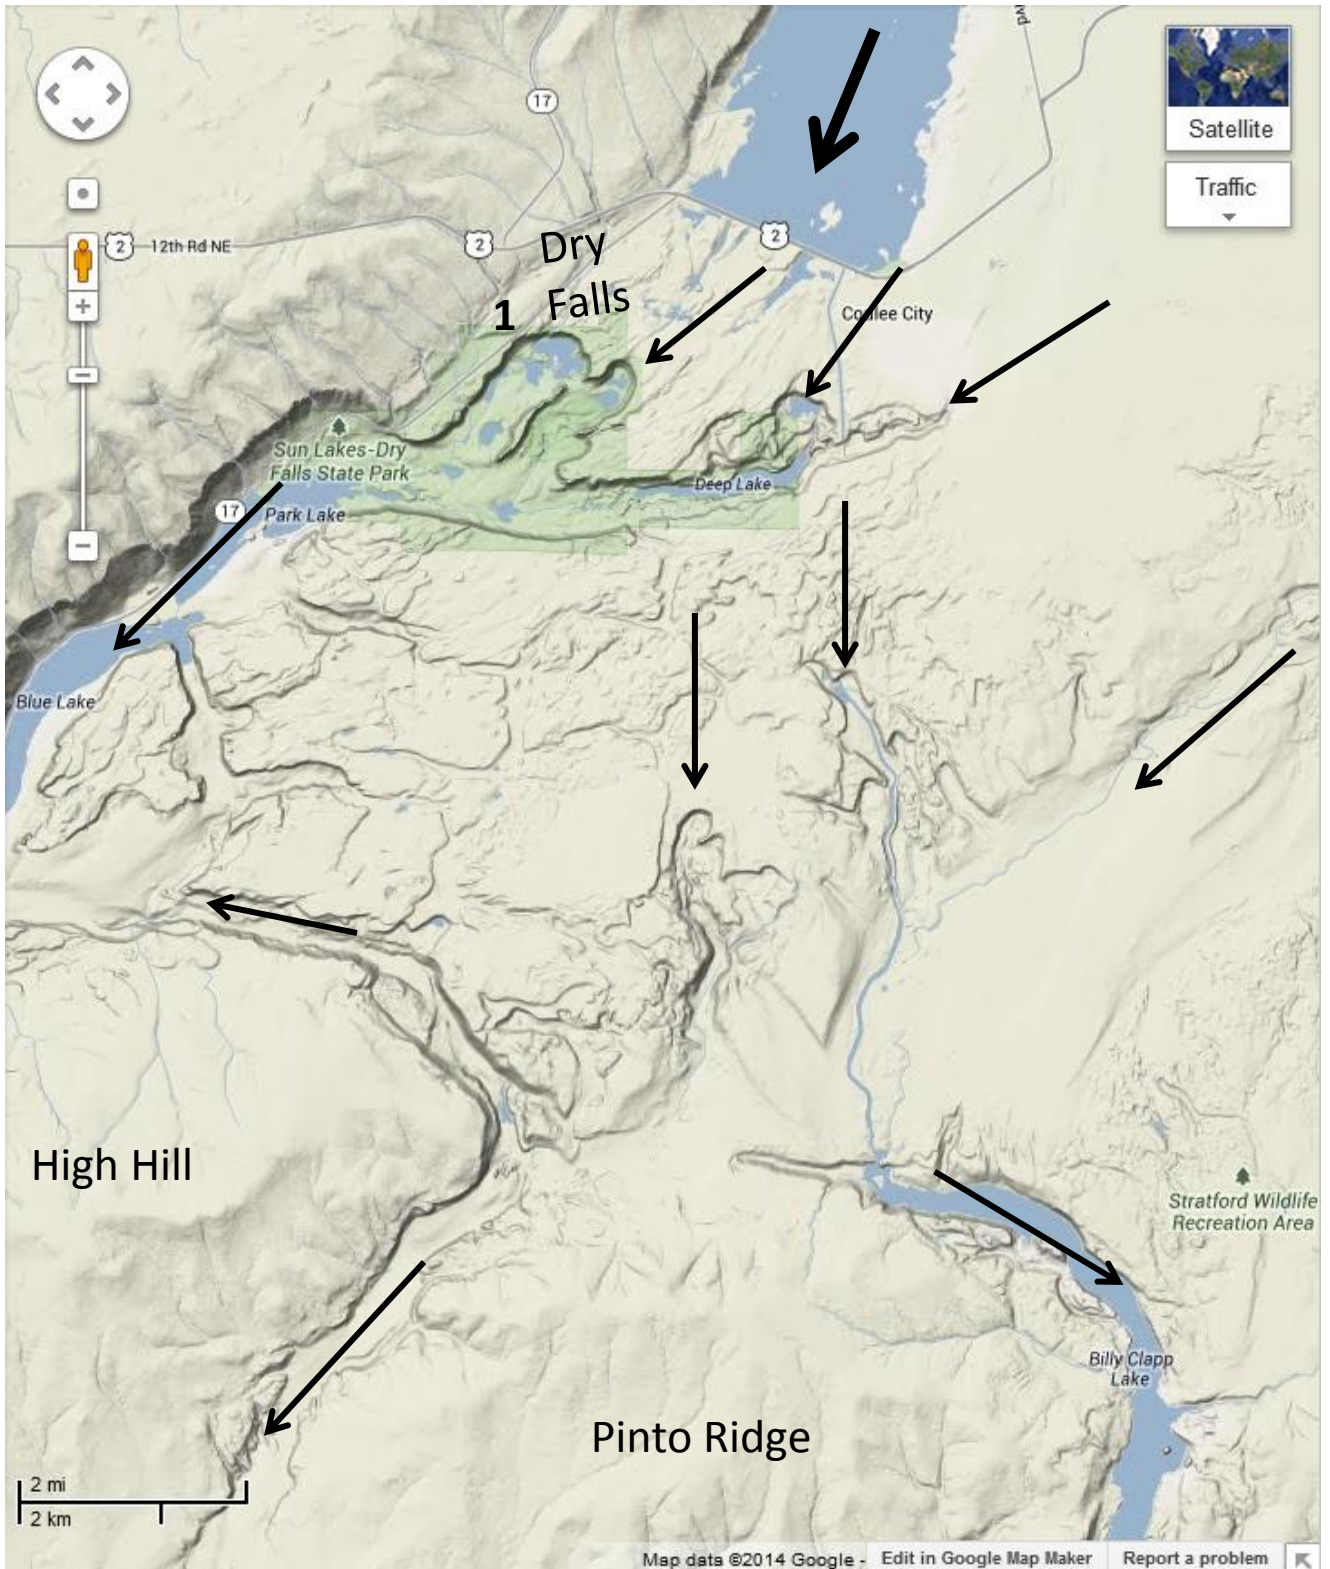 17
Satellite
Traffic
2
12th Rd NE
2
2
Dry
Falls
1
Coulee City
Sun Lakes-Dry
Falls State Park
17
Park Lake
Deep Lake
Blue Lake
High Hill
Stratford Wildlife
Recreation Area
Billy Clapp
Lake
Pinto Ridge
2 mi
2 km
Map data ©2014 Google -
Edit in Google Map Maker
Report a problem